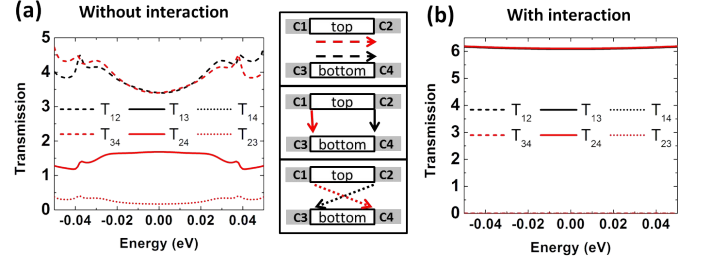 (a)
Without interaction
Transmission
5
4
3
2
1
0
T12 T13 T14
T34 T24 T23
-0.04 -0.02 0.00 0.02 0.04
Energy (eV)
C1 top C2
C3 bottom C4
C1 top C2
C3 bottom C4
C1 top C2
C3 bottom C4
(b)
With interaction
Transmission
6
5
4
3
2
1
0
T12 T13 T14
T34 T24 T23
-0.04 -0.02 0.00 0.02 0.04
Energy (eV)